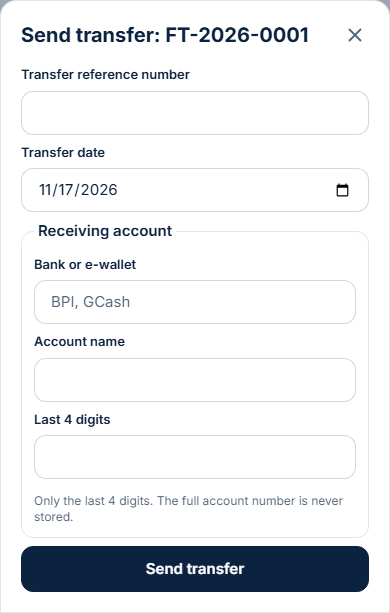 Send transfer: FT-2026-0001
Transfer reference number
Transfer date
11/17/2026
Receiving account
Bank or e-wallet
BPI, GCash
Account name
Last 4 digits
Only the last 4 digits. The full account number is never
stored.
Send transfer